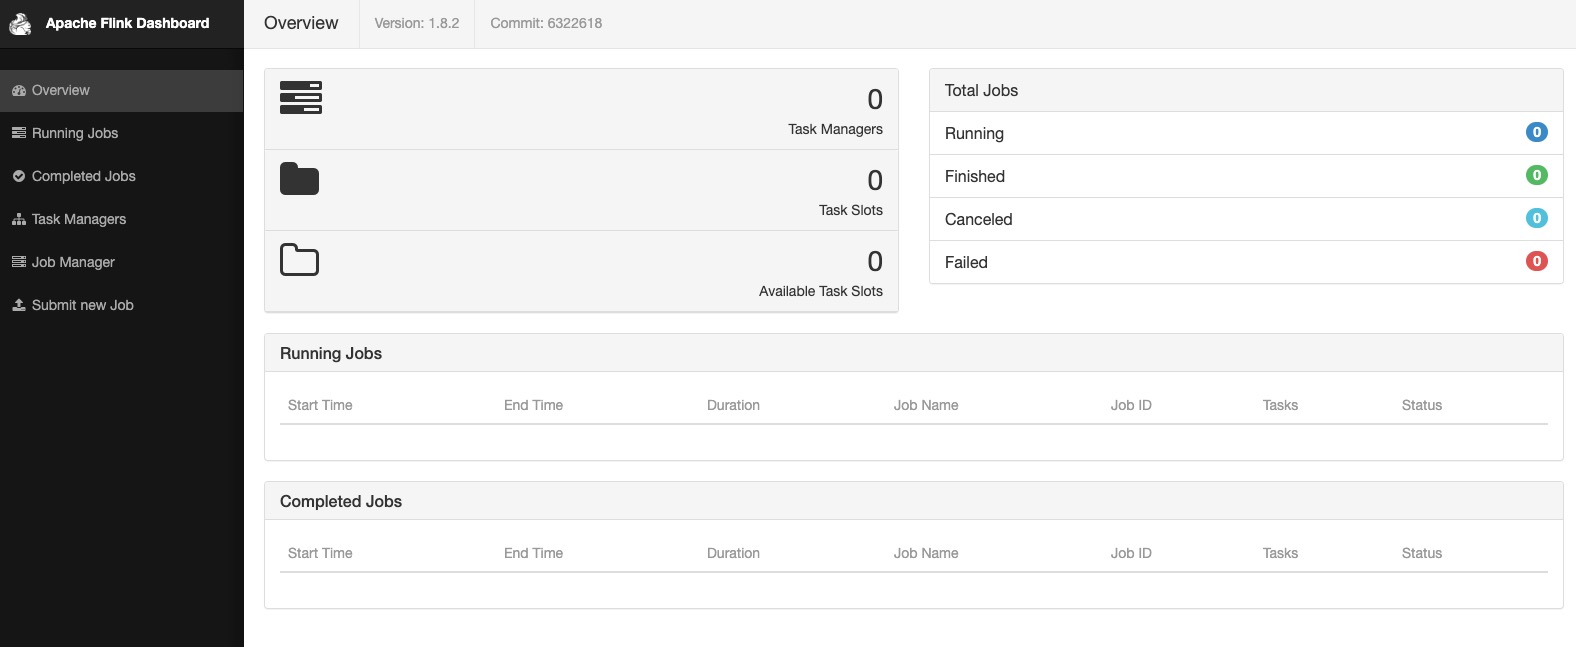 Apache Flink Dashboard
Overview
Running Jobs
Completed Jobs
Task Managers
Job Manager
Submit new Job
Overview Version: 1.8.2 Commit: 6322618
0
Task Managers
0
Task Slots
0
Available Task Slots
Total Jobs
Running 0
Finished 0
Canceled 0
Failed 0
Running Jobs
Start Time End Time Duration Job Name Job ID Tasks Status
Completed Jobs
Start Time End Time Duration Job Name Job ID Tasks Status